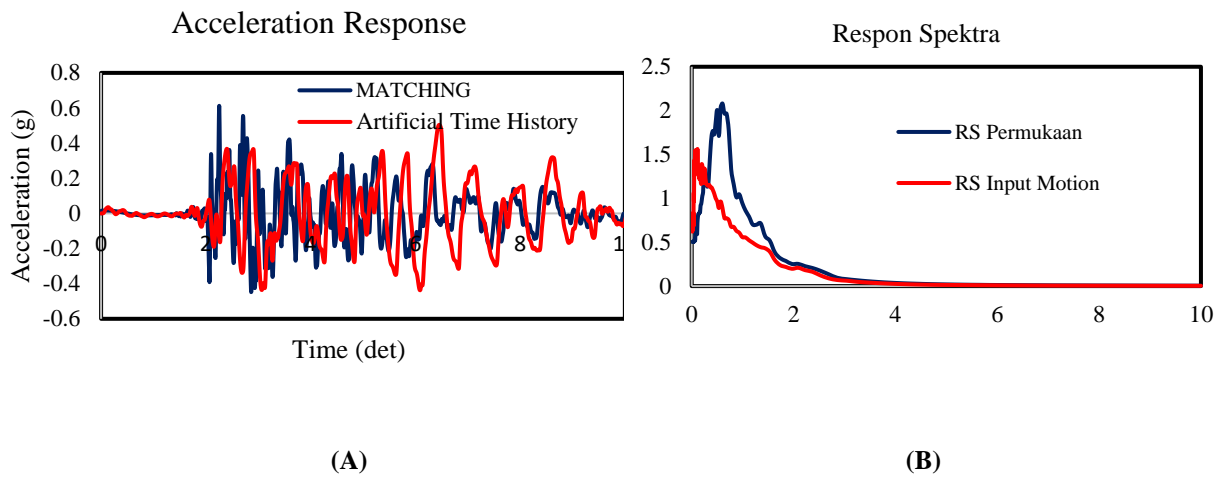 Acceleration Response
0.8
0.6
0.4
0.2
0
-0.2
-0.4
-0.6
Acceleration (g)
MATCHING
Artificial Time History
0
2
4
6
8
1
Time (det)
(A)
Respon Spektra
2.5
2
1.5
1
0.5
0
RS Permukaan
RS Input Motion
0
2
4
6
8
10
(B)